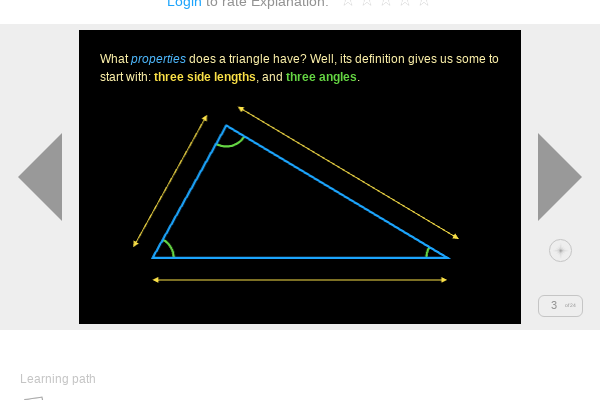 Login to rate Explanation.
What properties does a triangle have? Well, its definition gives us some to
start with: three side lengths, and three angles.
3
Learning path